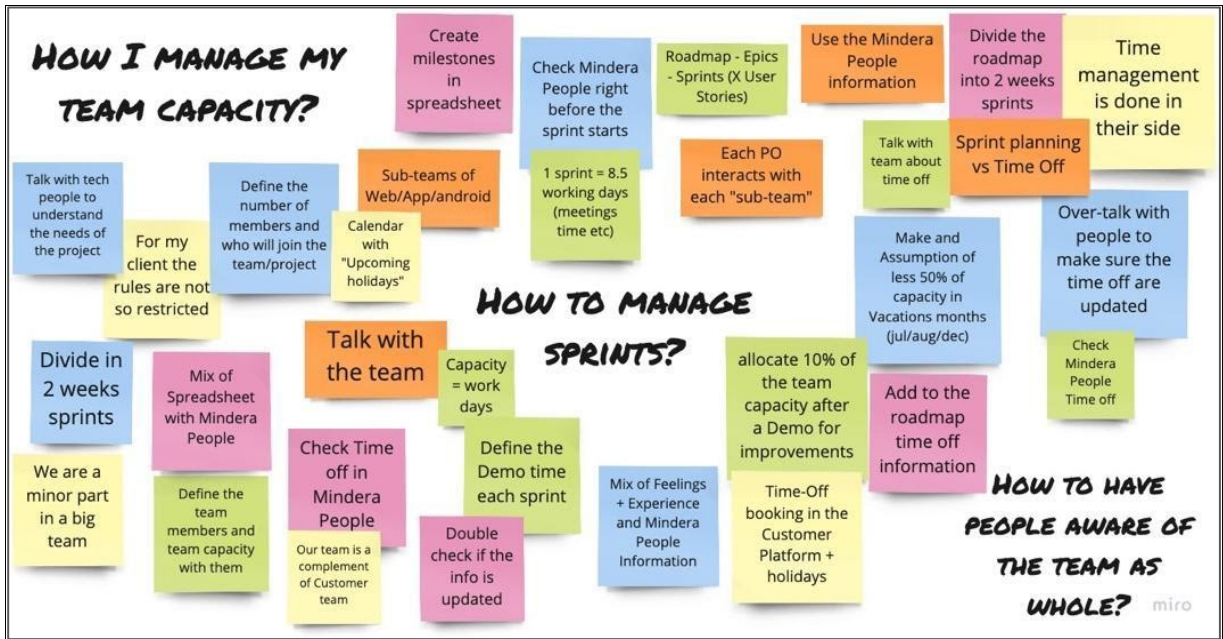 HOW I MANAGE MY
TEAM CAPACITY?
Create
milestones
in
spreadsheet
Check Mindera
People right
before the
sprint starts
Roadmap - Epics
- Sprints (X User
Stories)
Use the Mindera
People
information
Divide the
roadmap
into 2 weeks
sprints
Time
management
is done in
their side
Talk with tech
people to
understand
the needs of
the project
For my
client the
rules are not
so restricted
Define the
number of
members and
who will join the
team/project
Sub-teams of
Web/App/android
Calendar
with
"Upcoming
holidays"
1 sprint = 8.5
working days
(meetings
time etc)
Each PO
interacts with
each "sub-team"
Talk with
team about
time off
Sprint planning
vs Time Off
Make and
Assumption of
less 50% of
capacity in
Vacations months
(jul/aug/dec)
Over-talk with
people to
make sure the
time off are
updated
HOW TO MANAGE
SPRINTS?
Divide in
2 weeks
sprints
Mix of
Spreadsheet
with Mindera
People
Talk with
the team
Capacity
= work
days
allocate 10% of
the team
capacity after
a Demo for
improvements
Add to the
roadmap
time off
information
Check
Mindera
People
Time off
We are a
minor part
in a big
team
Define the
team
members and
team capacity
with them
Check Time
off in
Mindera
People
Our team is a
complement
of Customer
team
Define the
Demo time
each sprint
Double
check if the
info is
updated
Mix of Feelings
+ Experience
and Mindera
People
Information
Time-Off
booking in the
Customer
Platform +
holidays
HOW TO HAVE
PEOPLE AWARE OF
THE TEAM AS
WHOLE?
miro